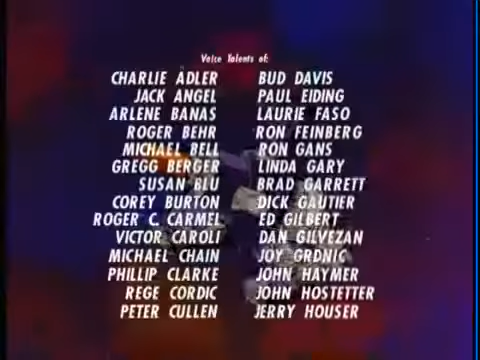 Voice Talents of:
CHARLIE ADLER BUD DAVIS
JACK ANGEL PAUL EIDING
ARLENE BANAS LAURIE FASO
ROGER BEHR RON FEINBERG
MICHAEL BELL RON GANS
GREGG BERGER LINDA GARY
SUSAN BLU BRAD GARRETT
COREY BURTON DICK GAUTIER
ROGER C. CARMEL ED GILBERT
VICTOR CAROLI DAN GILVEZAN
MICHAEL CHAIN JOY GRDNIC
PHILLIP CLARKE JOHN HAYMER
REGE CORDIC JOHN HOSTETTER
PETER CULLEN JERRY HOUSER